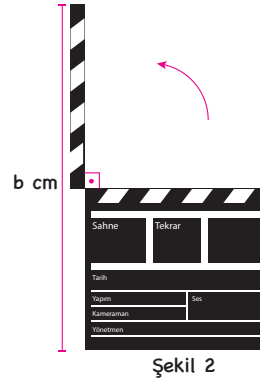 b cm
Sahne
Tekrar
Tarih
Yapım
Ses
Kameraman
Yönetmen
Şekil 2